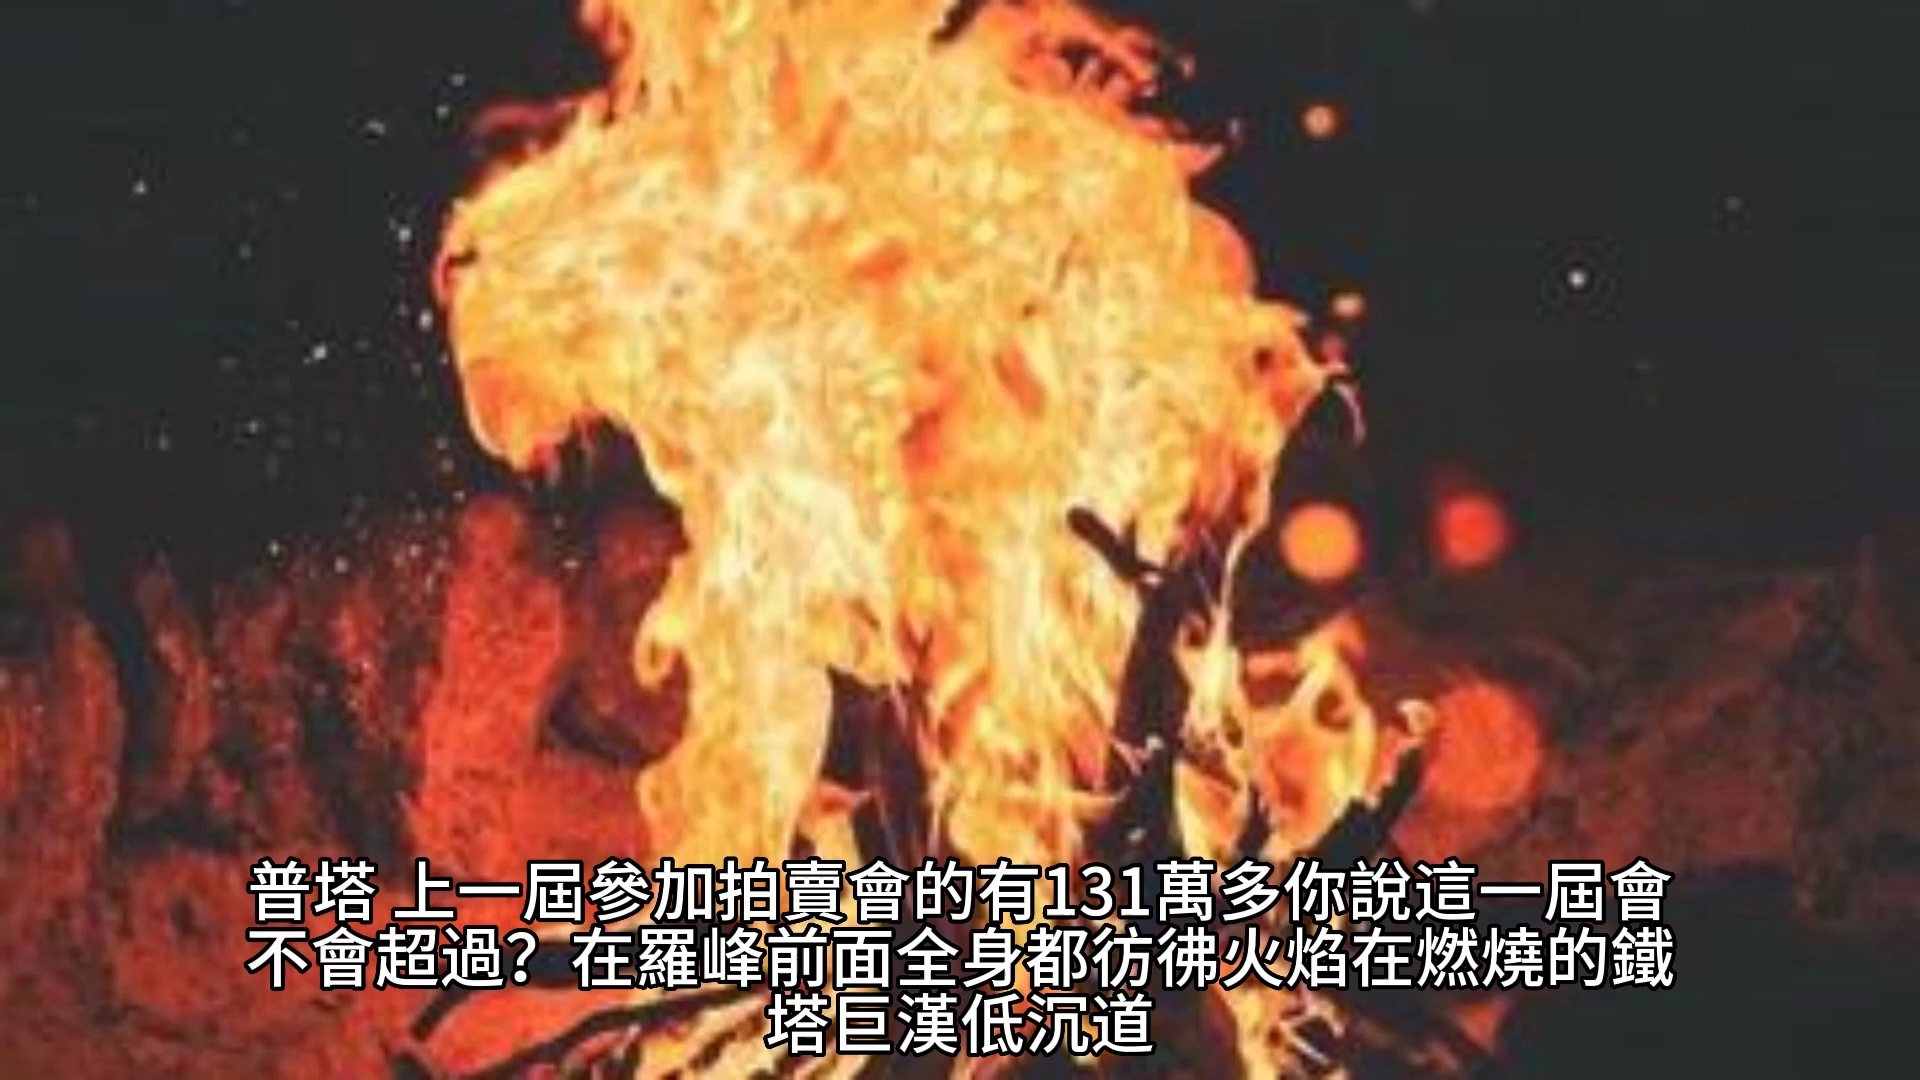 普塔 上一屆參加拍賣會的有131萬多你說這一屆會
不會超過？在羅峰前面全身都彷彿火焰在燃燒的鐵
塔巨漢低沉道